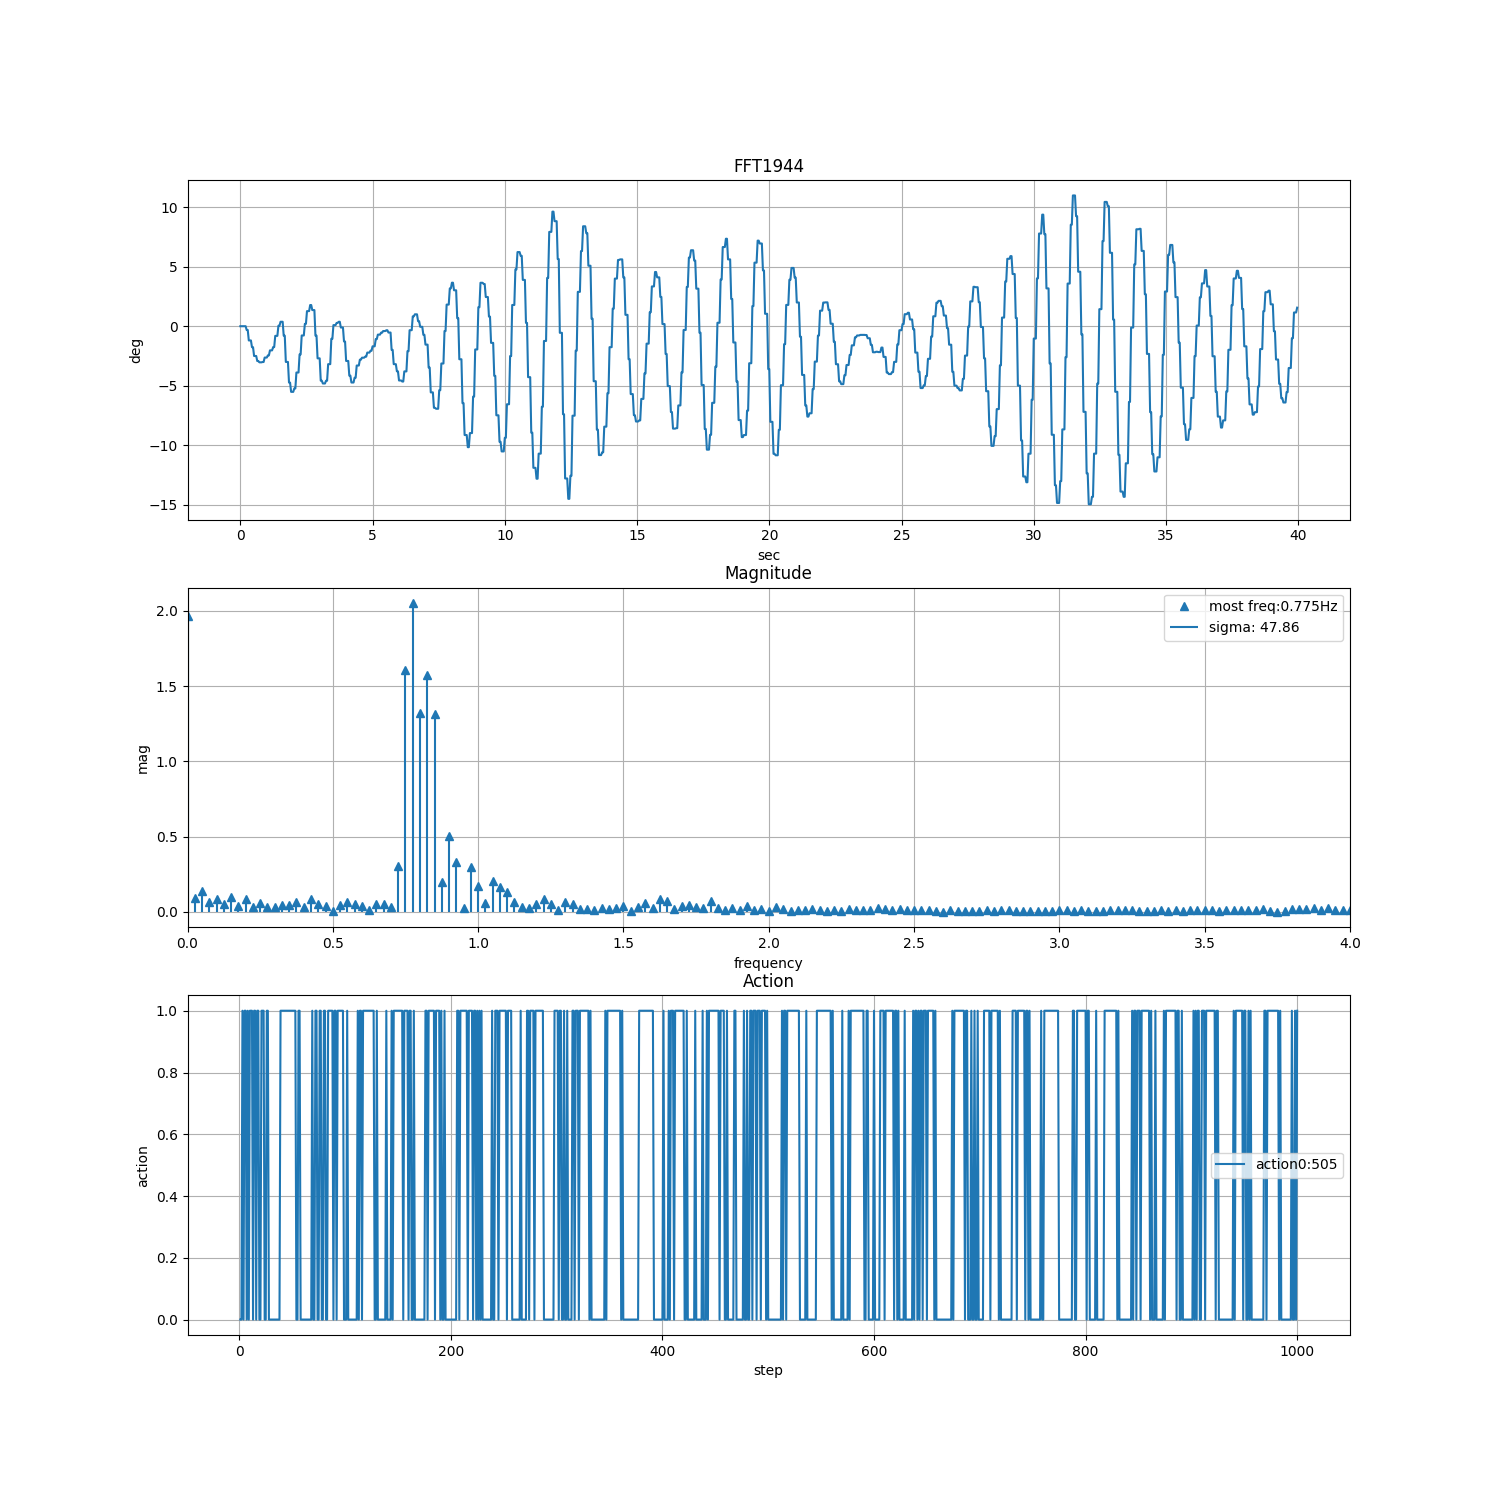 FFT1944
10
5
0
−5
−10
−15
deg
0 5 10 15 20 25 30 35 40
sec
Magnitude
2.0
1.5
1.0
0.5
0.0
mag
most freq:0.775Hz
sigma: 47.86
0.0 0.5 1.0 1.5 2.0 2.5 3.0 3.5 4.0
frequency
Action
1.0
0.8
0.6
0.4
0.2
0.0
action
action0:505
0 200 400 600 800 1000
step